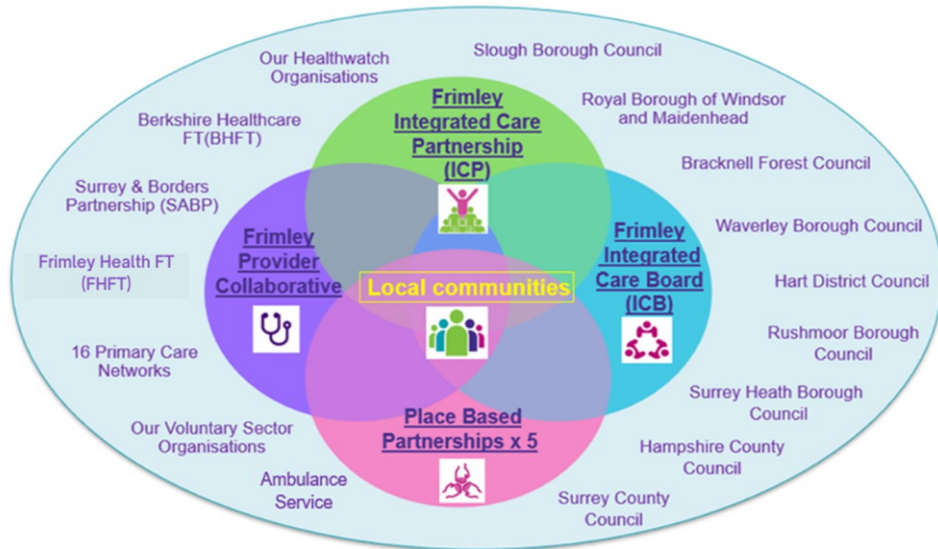 Our Healthwatch
Organisations
Slough Borough Council
Berkshire Healthcare
FT(BHFT)
Frimley
Integrated Care
Partnership
(ICP)
Royal Borough of Windsor
and Maidenhead
Bracknell Forest Council
Surrey & Borders
Partnership (SABP)
Waverley Borough Council
Frimley Health FT
(FHFT)
Frimley
Provider
Collaborative
Local communities
Frimley
Integrated
Care Board
(ICB)
Hart District Council
16 Primary Care
Networks
Rushmoor Borough
Council
Surrey Heath Borough
Council
Our Voluntary Sector
Organisations
Place Based
Partnerships x 5
Hampshire County
Council
Ambulance
Service
Surrey County
Council